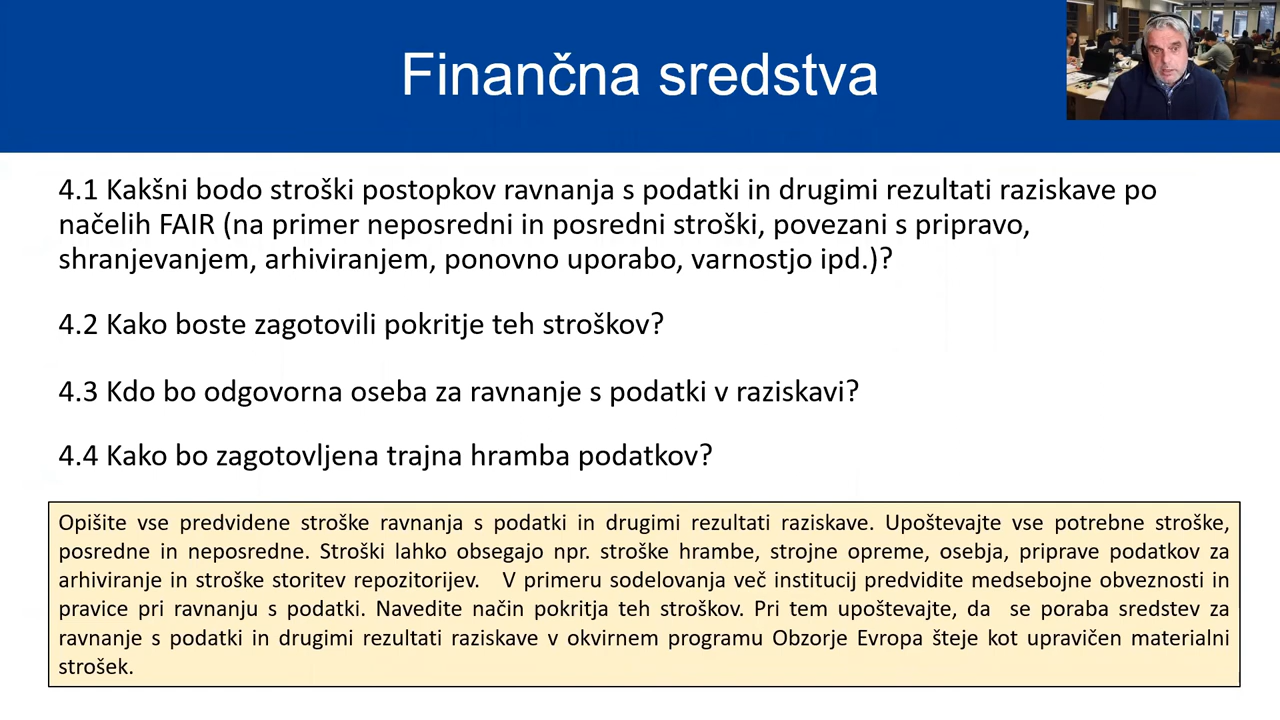 Finančna sredstva
4.1 Kakšni bodo stroški postopkov ravnanja s podatki in drugimi rezultati raziskave po
načelih FAIR (na primer neposredni in posredni stroški, povezani s pripravo,
shranjevanjem, arhiviranjem, ponovno uporabo, varnostjo ipd.)?
4.2 Kako boste zagotovili pokritje teh stroškov?
4.3 Kdo bo odgovorna oseba za ravnanje s podatki v raziskavi?
4.4 Kako bo zagotovljena trajna hramba podatkov?
Opišite vse predvidene stroške ravnanja s podatki in drugimi rezultati raziskave. Upoštevajte vse potrebne stroške,
posredne in neposredne. Stroški lahko obsegajo npr. stroške hrambe, strojne opreme, osebja, priprave podatkov za
arhiviranje in stroške storitev repozitorijev. V primeru sodelovanja več institucij predvidite medsebojne obveznosti in
pravice pri ravnanju s podatki. Navedite način pokritja teh stroškov. Pri tem upoštevajte, da se poraba sredstev za
ravnanje s podatki in drugimi rezultati raziskave v okvirnem programu Obzorje Evropa šteje kot upravičen materialni
strošek.